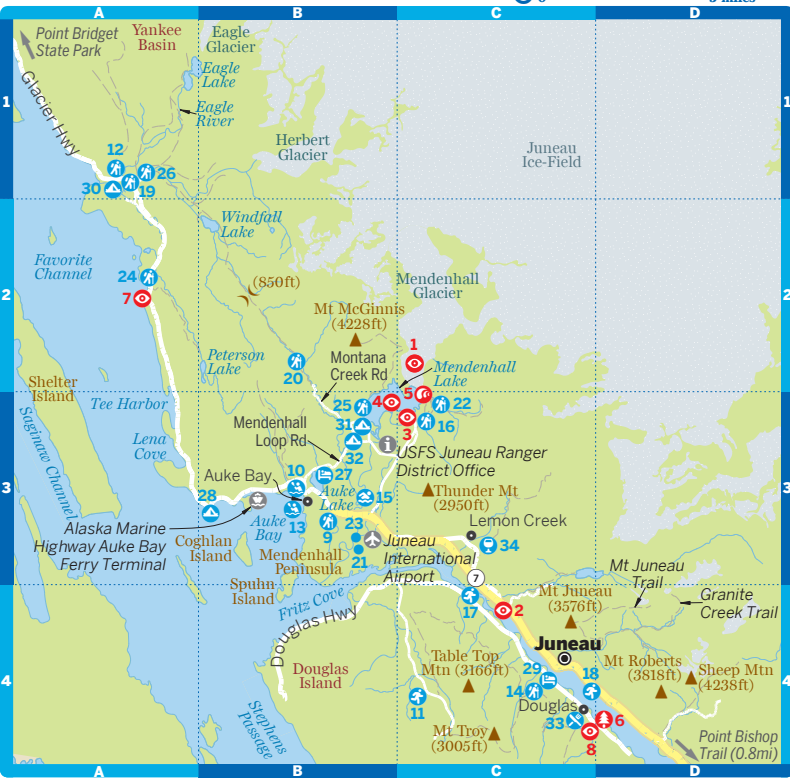 5 miles
A
B
C
D
Point Bridget
State Park
Yankee
Basin
Eagle
Glacier
Eagle
Lake
Eagle
River
Glacier Hwy
1
1
Herbert
Glacier
Juneau
Ice-Field
12
26
30
19
Windfall
Lake
Favorite
Channel
24
7
(850ft)
Mendenhall
Glacier
2
2
Mt McGinnis
(4228ft)
1
Peterson
Lake
20
Montana
Creek Rd
Mendenhall
Lake
Shelter
Island
Tee Harbor
25
4
5
22
31
3
16
Mendenhall
Loop Rd
Saginaw Channel
Lena
Cove
32
USFS Juneau Ranger
District Office
Auke Bay
10
27
3
3
28
Auke
Lake
15
Thunder Mt
(2950ft)
Alaska Marine
Highway Auke Bay
Ferry Terminal
Auke
Bay
13
9
23
Lemon Creek
Coghlan
Island
Mendenhall
Peninsula
21
Juneau
International
Airport
34
Spuhn
Island
Fritz Cove
7
Mt Juneau
Trail
Granite
Creek Trail
Mt Juneau
(3576ft)
Douglas Hwy
17
2
Juneau
Douglas
Island
Table Top
Mtn (3166ft)
Mt Roberts
(3818ft)
Sheep Mtn
(4238ft)
4
4
29
18
14
11
Douglas
Stephens
Passage
Mt Troy
(3005ft)
33
6
8
Point Bishop
Trail (0.8mi)
A
B
C
D